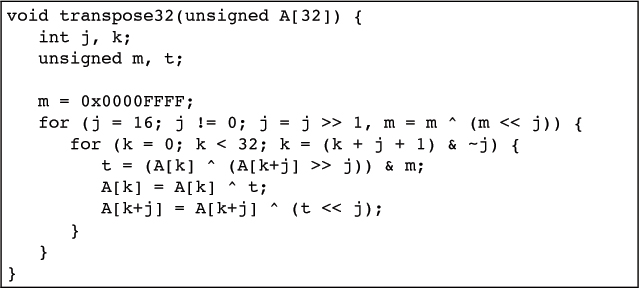 void transpose32(unsigned A[32]) {
   int j, k;
   unsigned m, t;

   m = 0x0000FFFF;
   for (j = 16; j != 0; j = j >> 1, m = m ^ (m << j)) {
      for (k = 0; k < 32; k = (k + j + 1) & ~j) {
         t = (A[k] ^ (A[k+j] >> j)) & m;
         A[k] = A[k] ^ t;
         A[k+j] = A[k+j] ^ (t << j);
      }
   }
}